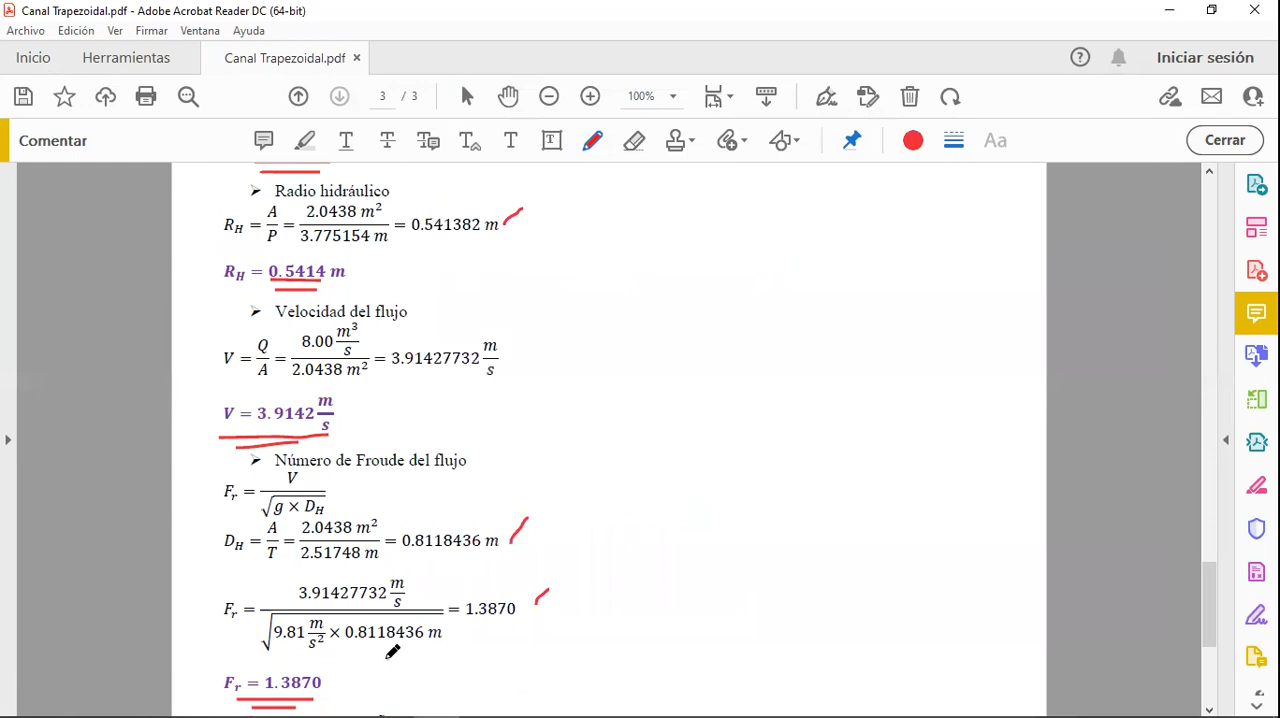 Canal Trapezoidal.pdf - Adobe Acrobat Reader DC (64-bit)
Archivo Edición Ver Firmar Ventana Ayuda
Inicio Herramientas Canal Trapezoidal.pdf × Iniciar sesión
3 / 3 100%
Comentar Aa Cerrar
➢ Radio hidráulico
R_H = A/P = 2.0438 m²/3.775154 m = 0.541382 m
R_H = 0.5414 m
➢ Velocidad del flujo
V = Q/A = 8.00 m³/s / 2.0438 m² = 3.91427732 m/s
V = 3.9142 m/s
➢ Número de Froude del flujo
F_r = V/√(g × D_H)
D_H = A/T = 2.0438 m²/2.51748 m = 0.8118436 m
F_r = 3.91427732 m/s / √(9.81 m/s² × 0.8118436 m) = 1.3870
F_r = 1.3870